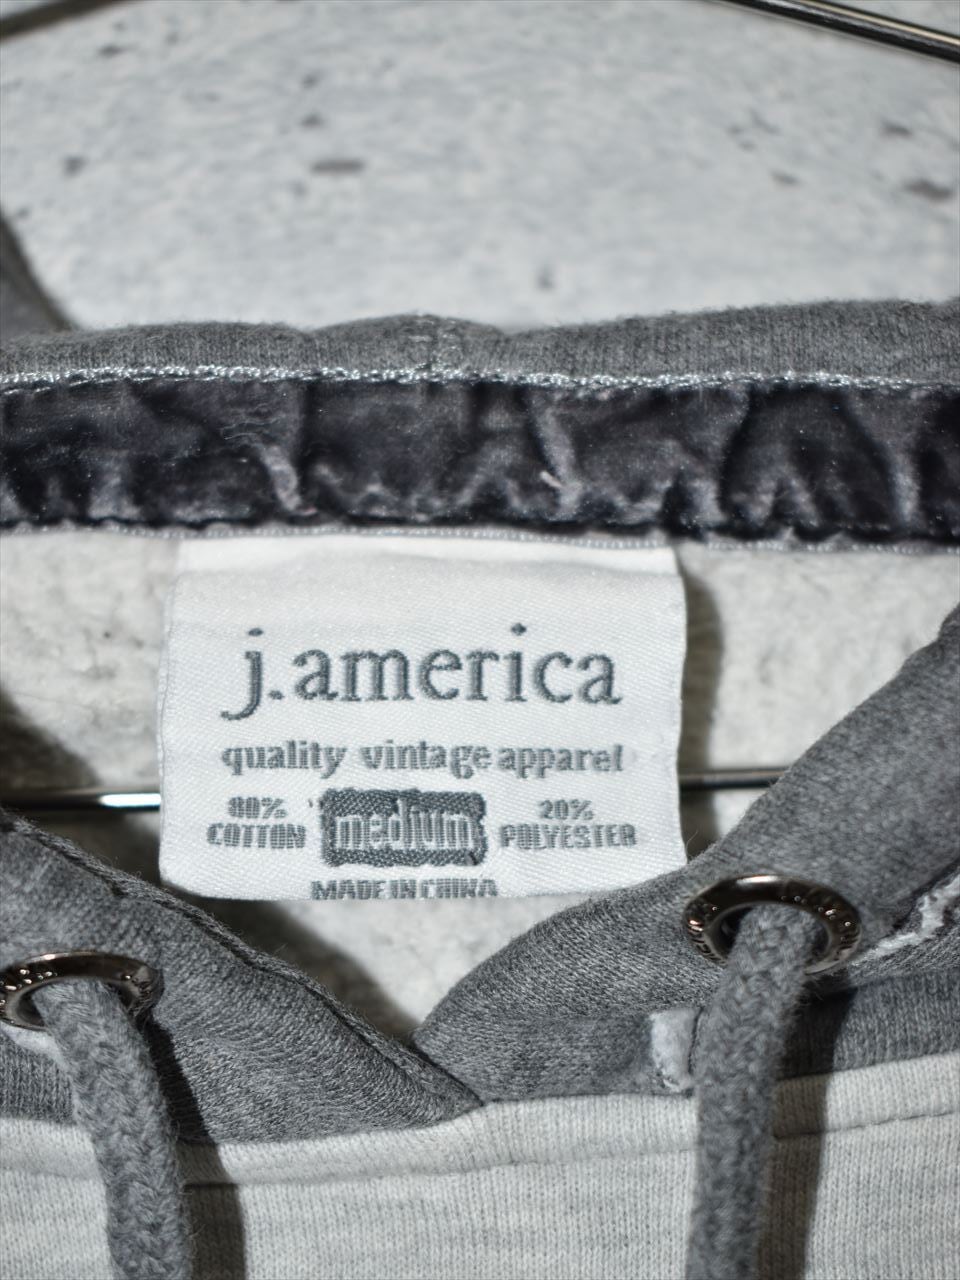 j.america
quality vintage apparel
80% COTTON medium 20% POLYESTER
MADE IN CHINA